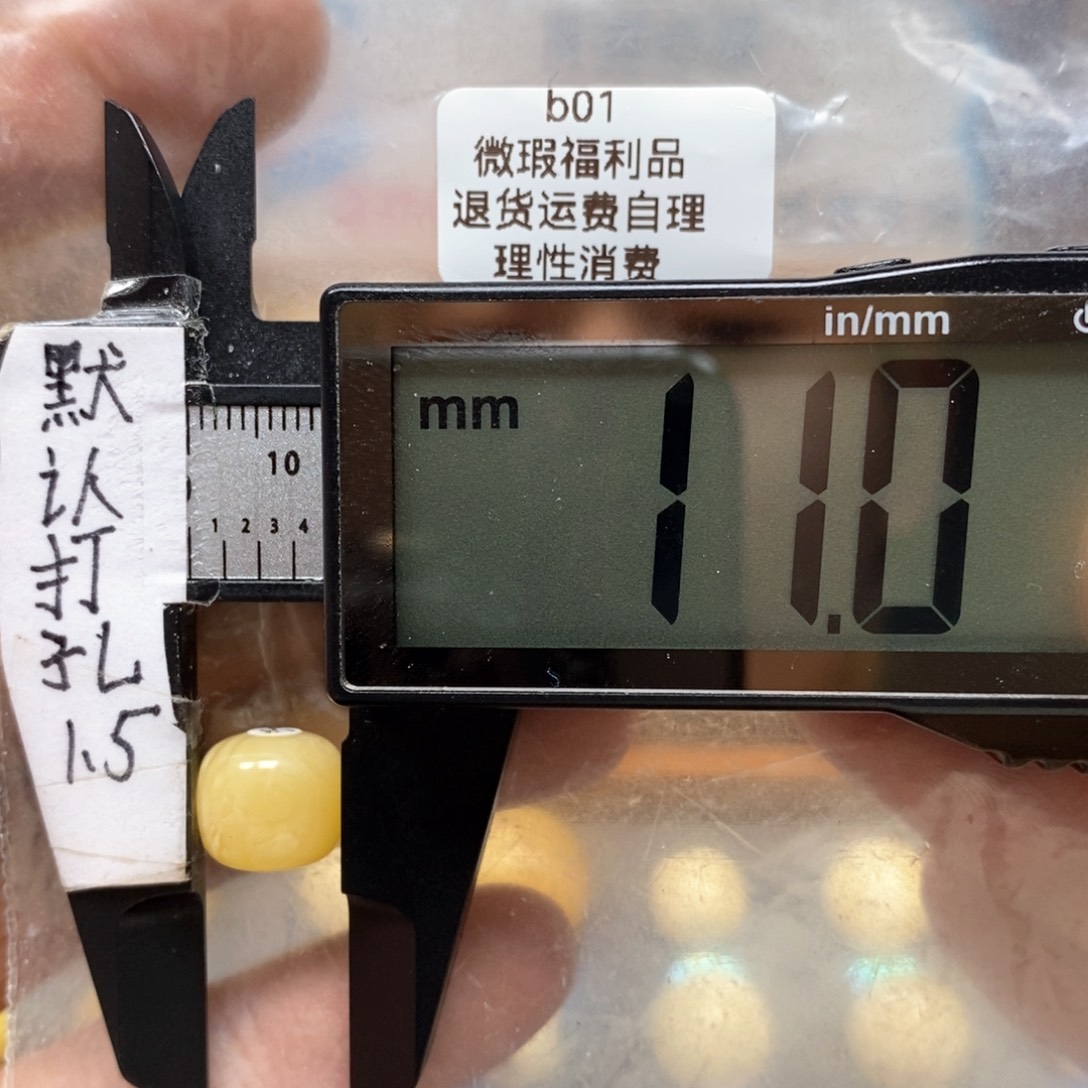 b01
微瑕福利品
退货运费自理
理性消费
in/mm
mm
11.0
10
1 2 3 4
默
认
打
孔
1.5